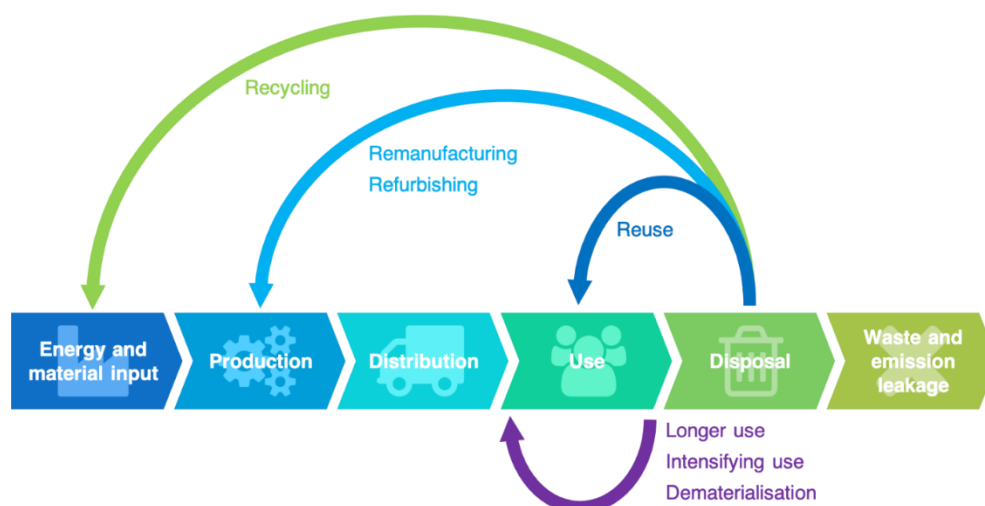 Recycling
Remanufacturing
Refurbishing
Reuse
Energy and
material input
Production
Distribution
Use
Disposal
Waste and
emission
leakage
Longer use
Intensifying use
Dematerialisation